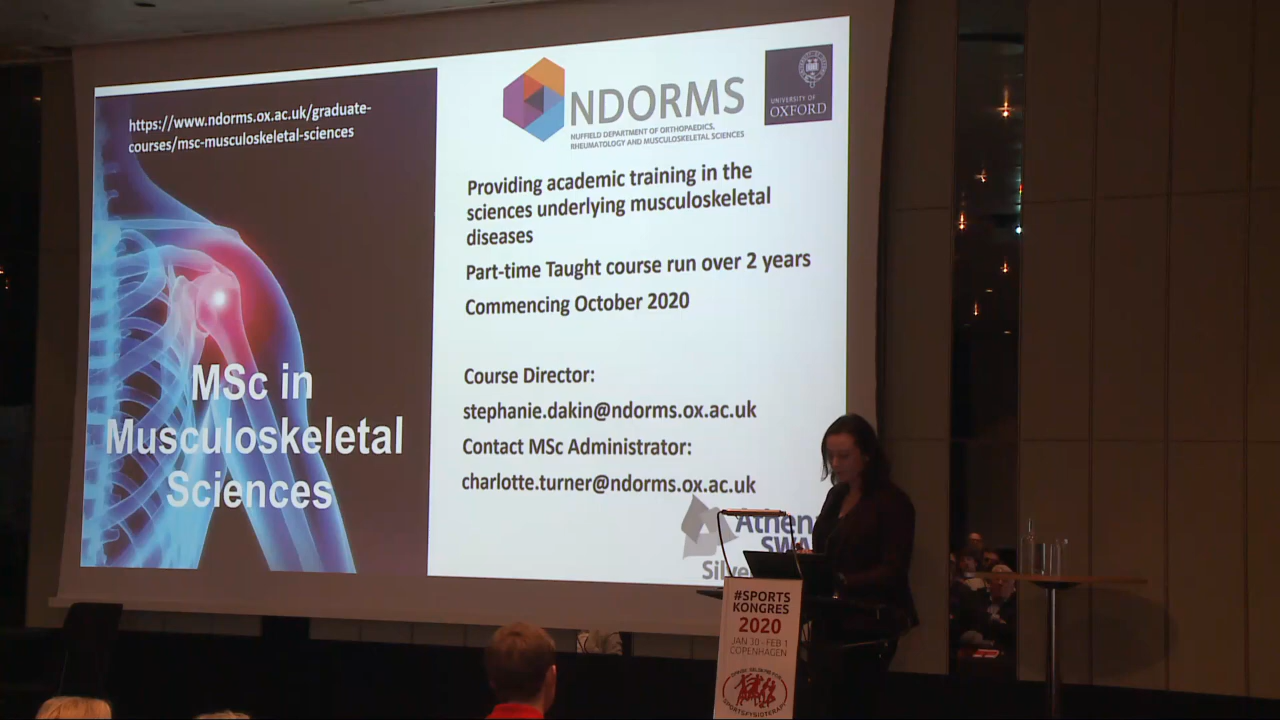 https://www.ndorms.ox.ac.uk/graduate-
courses/msc-musculoskeletal-sciences
MSc in
Musculoskeletal
Sciences
NDORMS
NUFFIELD DEPARTMENT OF ORTHOPAEDICS,
RHEUMATOLOGY AND MUSCULOSKELETAL SCIENCES
UNIVERSITY OF
OXFORD
Providing academic training in the
sciences underlying musculoskeletal
diseases
Part-time Taught course run over 2 years
Commencing October 2020
Course Director:
stephanie.dakin@ndorms.ox.ac.uk
Contact MSc Administrator:
charlotte.turner@ndorms.ox.ac.uk
Athen
SWA
Silve
#SPORTS
KONGRES
2020
JAN 30 - FEB 1
COPENHAGEN